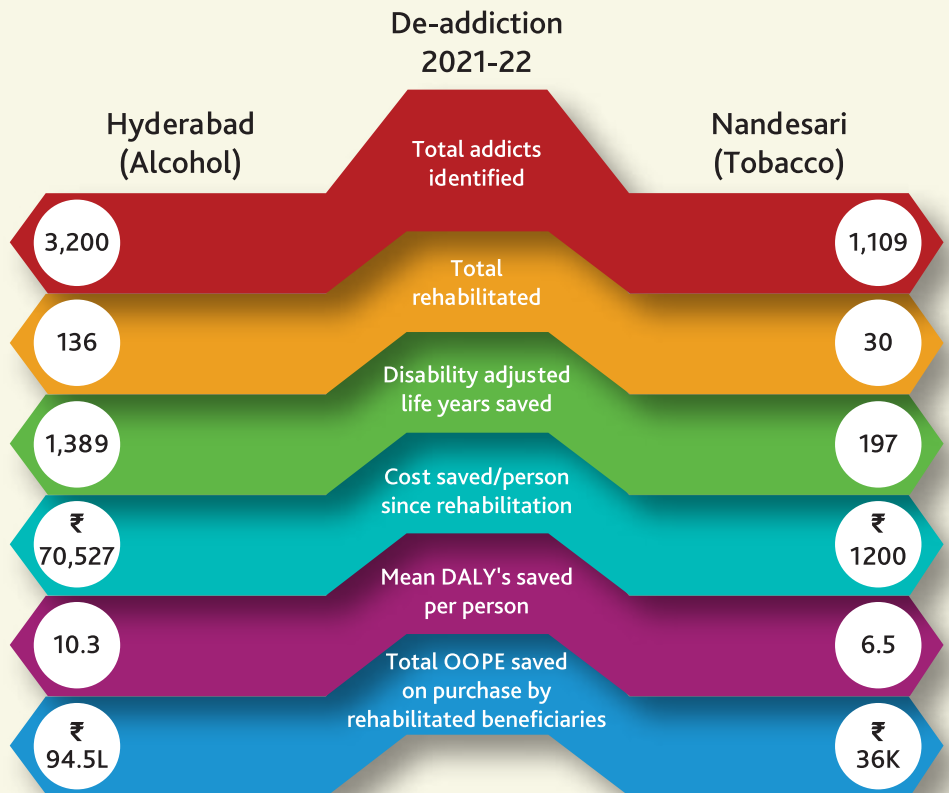 De-addiction
2021-22
Hyderabad
(Alcohol)
Nandesari
(Tobacco)
Total addicts
identified
3,200
1,109
Total
rehabilitated
136
30
Disability adjusted
life years saved
1,389
197
Cost saved/person
since rehabilitation
₹
70,527
₹
1200
Mean DALY's saved
per person
10.3
6.5
Total OOPE saved
on purchase by
rehabilitated beneficiaries
₹
94.5L
₹
36K